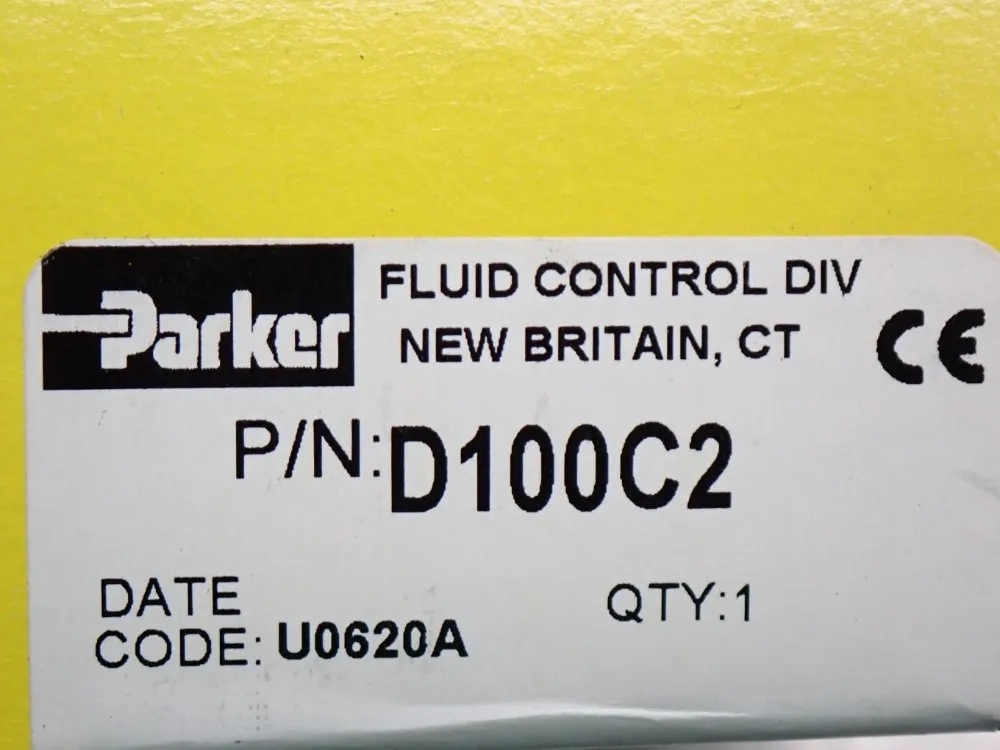 Parker
FLUID CONTROL DIV
NEW BRITAIN, CT
CE
P/N:D100C2
DATE
CODE: U0620A
QTY:1